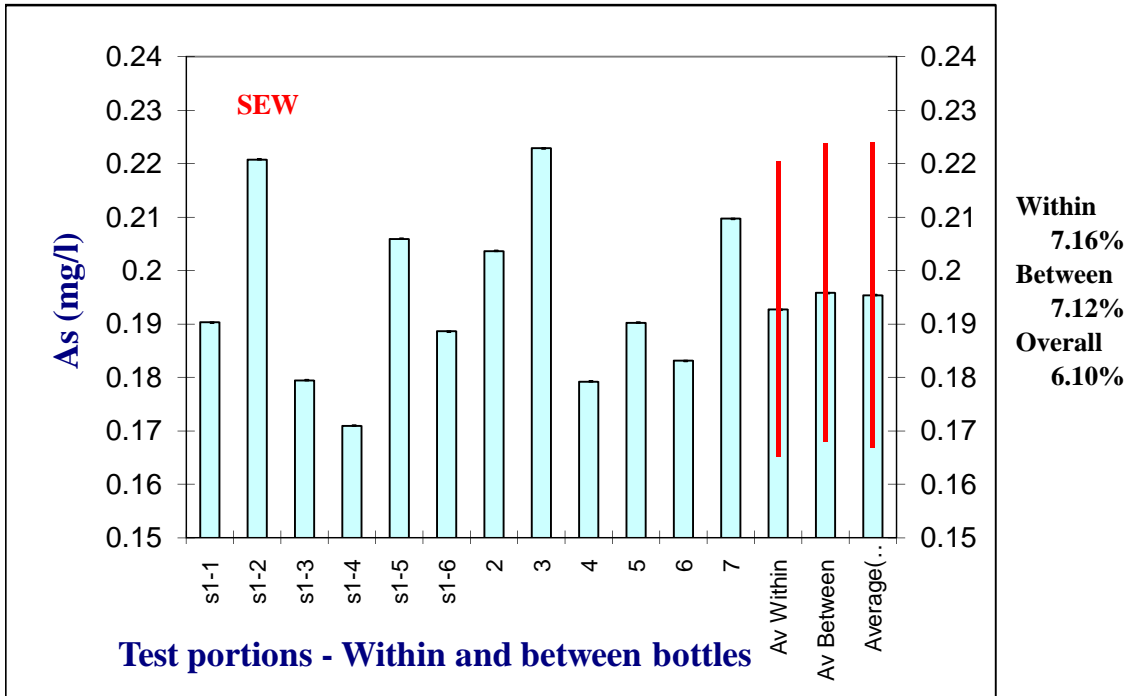 0.24
0.23
0.22
0.21
0.2
0.19
0.18
0.17
0.16
0.15
As (mg/l)
SEW
0.24
0.23
0.22
0.21
0.2
0.19
0.18
0.17
0.16
0.15
s1-1
s1-2
s1-3
s1-4
s1-5
s1-6
2
3
4
5
6
7
Av Within
Av Between
Average(..
Test portions - Within and between bottles
Within
7.16%
Between
7.12%
Overall
6.10%